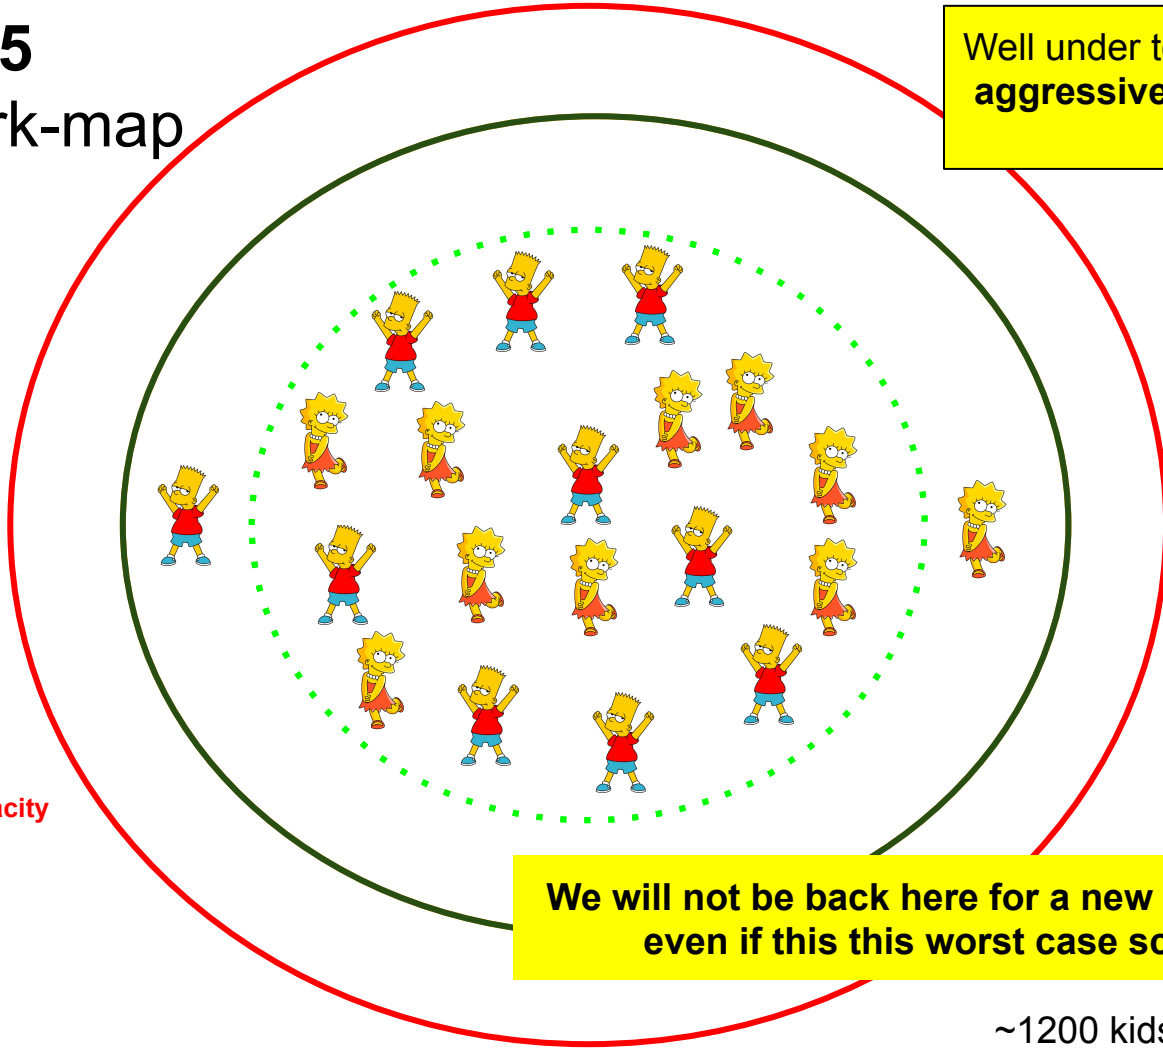 5
rk-map
Well under t
aggressive
acity
We will not be back here for a new
even if this this worst case sc
~1200 kids